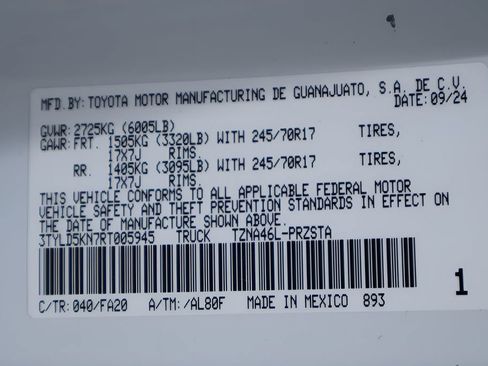 MFD.BY: TOYOTA MOTOR MANUFACTURING DE GUANAJUATO, S.A. DE C.V.
DATE: 09/24
GVWR: 2725KG (6005LB)
GAWR: FRT. 1505KG (3320LB) WITH 245/70R17 TIRES,
17X7J RIMS.
RR. 1405KG (3095LB) WITH 245/70R17 TIRES,
17X7J RIMS.
THIS VEHICLE CONFORMS TO ALL APPLICABLE FEDERAL MOTOR
VEHICLE SAFETY AND THEFT PREVENTION STANDARDS IN EFFECT ON
THE DATE OF MANUFACTURE SHOWN ABOVE.
3TYLD5KN7RT005945 TRUCK TZNA46L-PRZSTA
C/TR: 040/FA20 A/TM: /AL80F MADE IN MEXICO 893
1